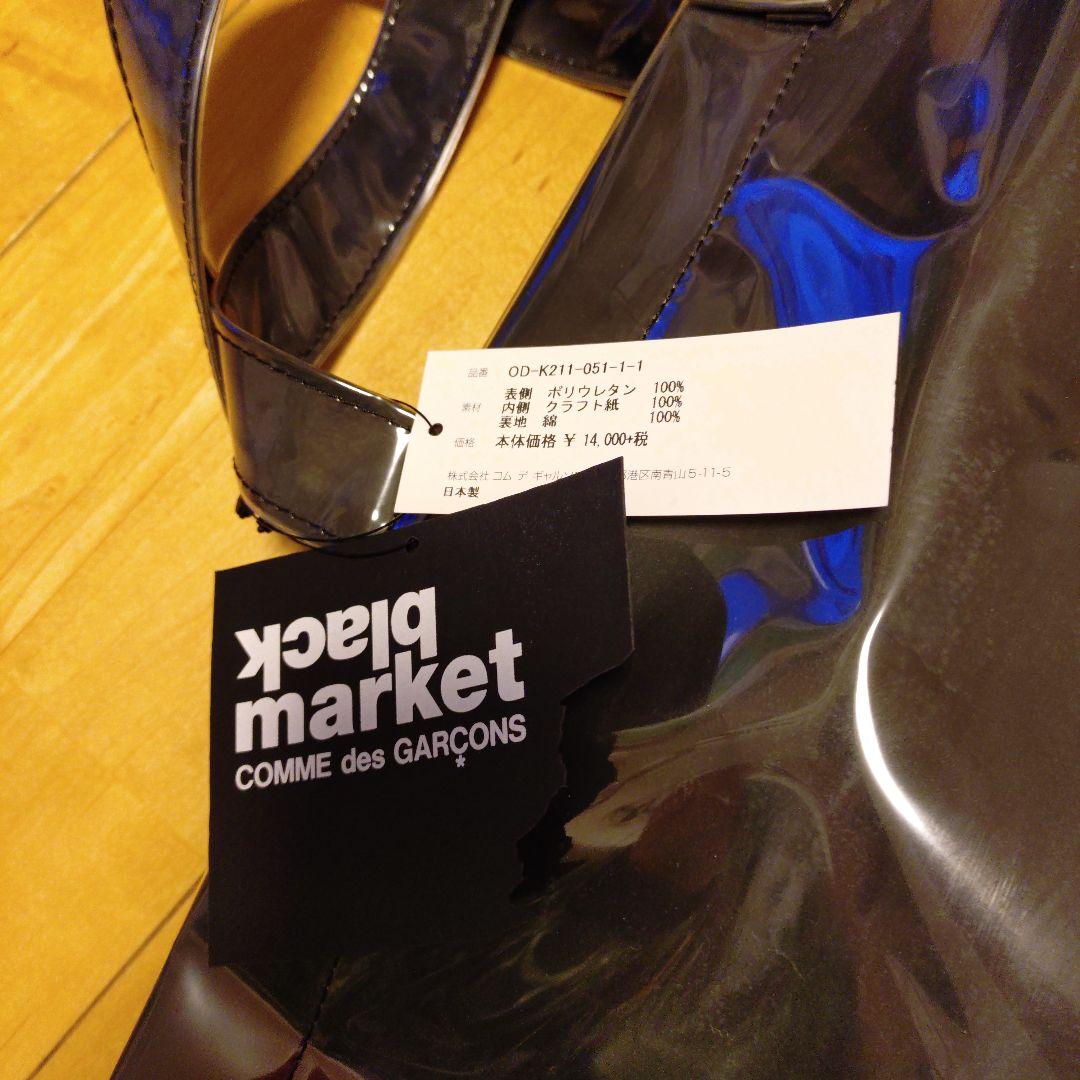 品番 OD-K211-051-1-1
表側 ポリウレタン 100%
素材 内側 クラフト紙 100%
裏地 綿 100%
価格 本体価格 ¥ 14,000+税
株式会社 コム デ ギャルソ 港区南青山5-11-5
日本製
black
market
COMME des GARÇONS
*